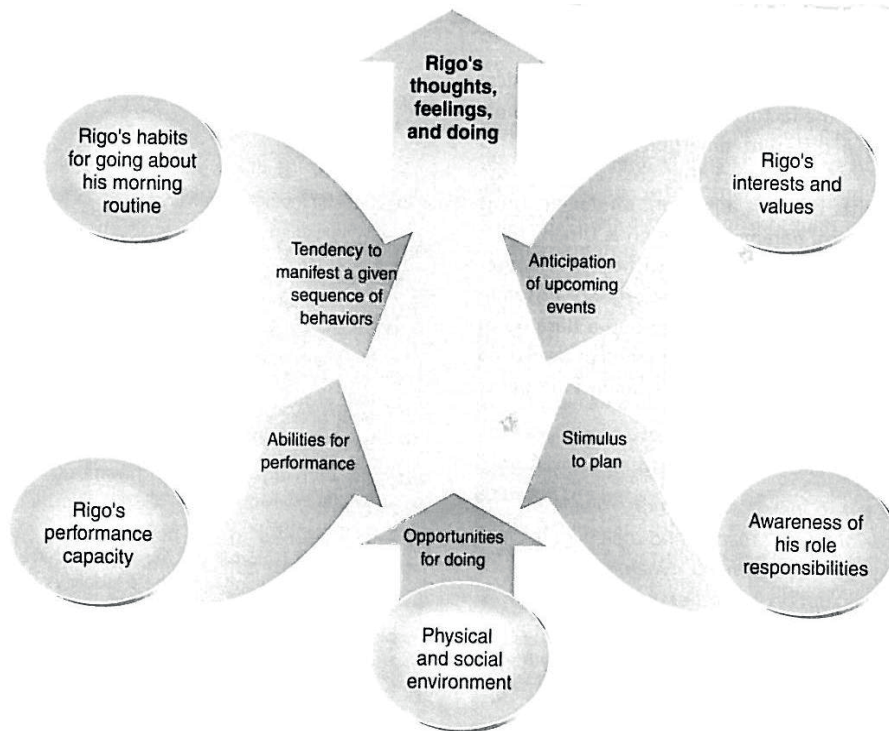 Rigo's
thoughts,
feelings,
and doing
Rigo's habits
for going about
his morning
routine
Rigo's
interests and
values
Tendency to
manifest a given
sequence of
behaviors
Anticipation
of upcoming
events
Abilities for
performance
Stimulus
to plan
Rigo's
performance
capacity
Opportunities
for doing
Awareness of
his role
responsibilities
Physical
and social
environment